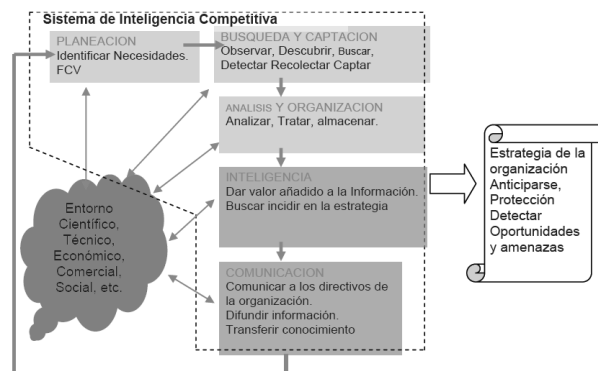 Sistema de Inteligencia Competitiva
PLANEACION
Identificar Necesidades.
FCV
BUSQUEDA Y CAPTACION
Observar, Descubrir, Buscar,
Detectar Recolectar Captar
ANALISIS Y ORGANIZACION
Analizar, Tratar, almacenar.
INTELIGENCIA
Dar valor añadido a la Información.
Buscar incidir en la estrategia
COMUNICACION
Comunicar a los directivos de
la organización.
Difundir información.
Transferir conocimiento
Entorno
Científico,
Técnico,
Económico,
Comercial,
Social, etc.
Estrategia de la
organización
Anticiparse,
Protección
Detectar
Oportunidades
y amenazas